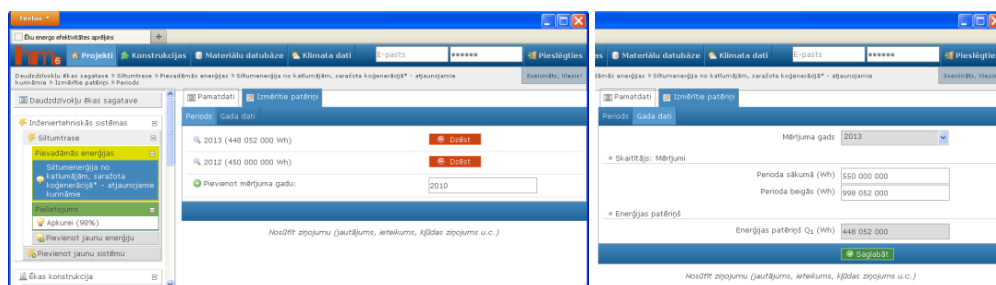 Firefox
Ēku energo efektivitātes aprēķins
+
him6
Projekti
Konstrukcijas
Materiālu datubāze
Klimata dati
E-pasts
••••••
Pieslēgties
Daudzdzīvokļu ēkas sagatave > Siltumtrase > Pievadāmās enerģijas > Siltumenerģija no katlumājām, saražota koģenerācijā* - atjaunojamie
kurināmie > Izmērītie patēriņi > Periods
Sveicināts, Viesis!
Daudzdzīvokļu ēkas sagatave
Inženiertehniskās sistēmas
Siltumtrase
Pievadāmās enerģijas
Siltumenerģija no
katlumājām, saražota
koģenerācijā* - atjaunojamie
kurināmie
Pielietojums
Apkurei (98%)
Pievienot jaunu enerģiju
Pievienot jaunu sistēmu
Ēkas konstrukcija
Pamatdati
Izmērītie patēriņi
Periods
Gada dati
2013 (448 052 000 Wh)
Dzēst
2012 (450 000 000 Wh)
Dzēst
Pievienot mērījuma gadu:
2010
Nosūtīt ziņojumu (jautājums, ieteikums, kļūdas ziņojums u.c.)
as
Materiālu datubāze
Klimata dati
E-pasts
••••••
Pieslēgties
dāmās enerģijas > Siltumenerģija no katlumājām, saražota koģenerācijā* - atjaunojamie
Sveicināts, Viesis
Pamatdati
Izmērītie patēriņi
Periods
Gada dati
Mērījuma gads
2013
Skaitītājs: Mērījumi
Perioda sākumā (Wh)
550 000 000
Perioda beigās (Wh)
998 052 000
Enerģijas patēriņš
Enerģijas patēriņš Q₁ (Wh)
448 052 000
Saglabāt
Nosūtīt ziņojumu (jautājums, ieteikums, kļūdas ziņojums u.c.)